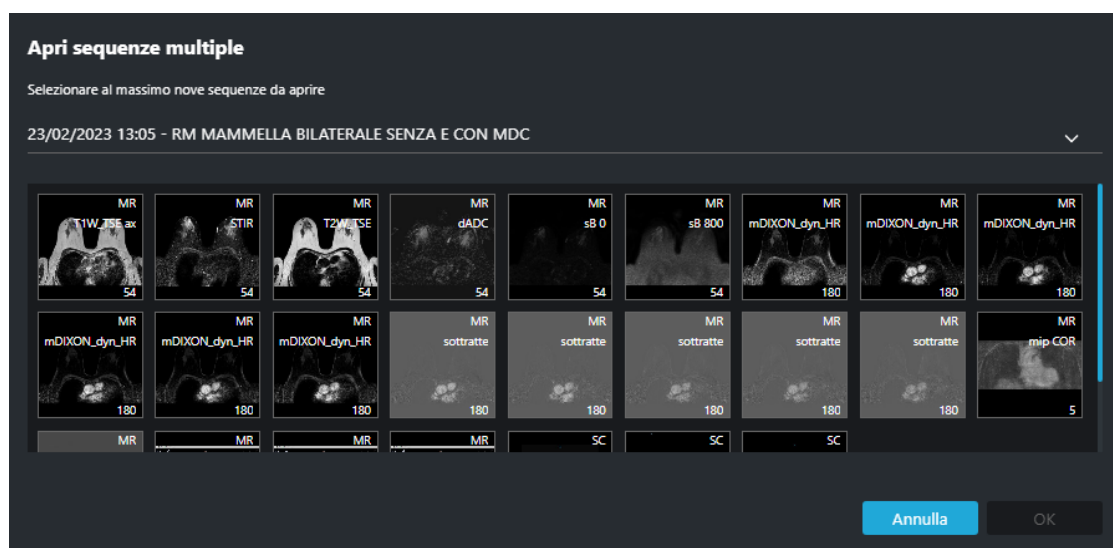 Apri sequenze multiple
Selezionare al massimo nove sequenze da aprire
23/02/2023 13:05 - RM MAMMELLA BILATERALE SENZA E CON MDC
MR MR MR MR MR MR MR MR MR
T1W_TSE ax STIR T2W_TSE dADC sB 0 sB 800 mDIXON_dyn_HR mDIXON_dyn_HR mDIXON_dyn_HR
54 54 54 54 54 54 180 180 180
MR MR MR MR MR MR MR MR MR
mDIXON_dyn_HR mDIXON_dyn_HR mDIXON_dyn_HR sottratte sottratte sottratte sottratte sottratte mip COR
180 180 180 180 180 180 180 180 5
MR MR MR MR SC SC SC
Annulla OK